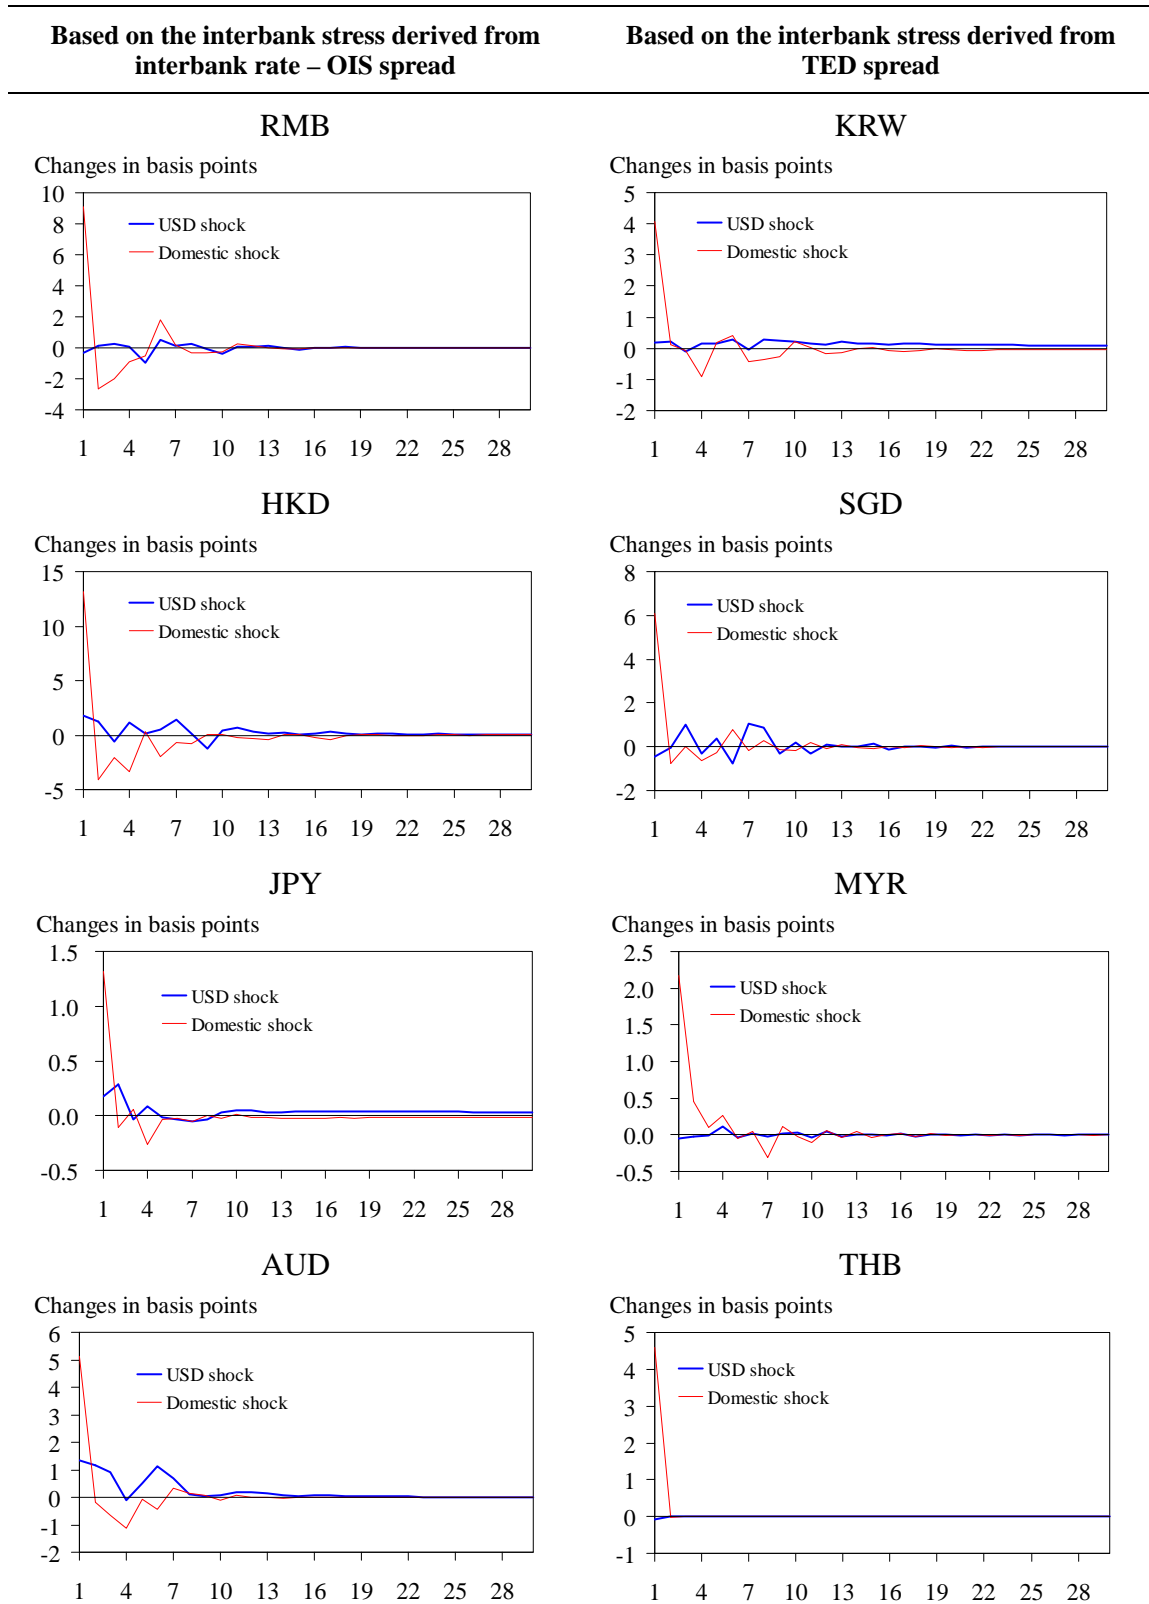 Based on the interbank stress derived from
interbank rate – OIS spread
Based on the interbank stress derived from
TED spread
RMB
Changes in basis points
10
8
6
4
2
0
-2
-4
USD shock
Domestic shock
1 4 7 10 13 16 19 22 25 28
KRW
Changes in basis points
5
4
3
2
1
0
-1
-2
USD shock
Domestic shock
1 4 7 10 13 16 19 22 25 28
HKD
Changes in basis points
15
10
5
0
-5
USD shock
Domestic shock
1 4 7 10 13 16 19 22 25 28
SGD
Changes in basis points
8
6
4
2
0
-2
USD shock
Domestic shock
1 4 7 10 13 16 19 22 25 28
JPY
Changes in basis points
1.5
1.0
0.5
0.0
-0.5
USD shock
Domestic shock
1 4 7 10 13 16 19 22 25 28
MYR
Changes in basis points
2.5
2.0
1.5
1.0
0.5
0.0
-0.5
USD shock
Domestic shock
1 4 7 10 13 16 19 22 25 28
AUD
Changes in basis points
6
5
4
3
2
1
0
-1
-2
USD shock
Domestic shock
1 4 7 10 13 16 19 22 25 28
THB
Changes in basis points
5
4
3
2
1
0
-1
USD shock
Domestic shock
1 4 7 10 13 16 19 22 25 28